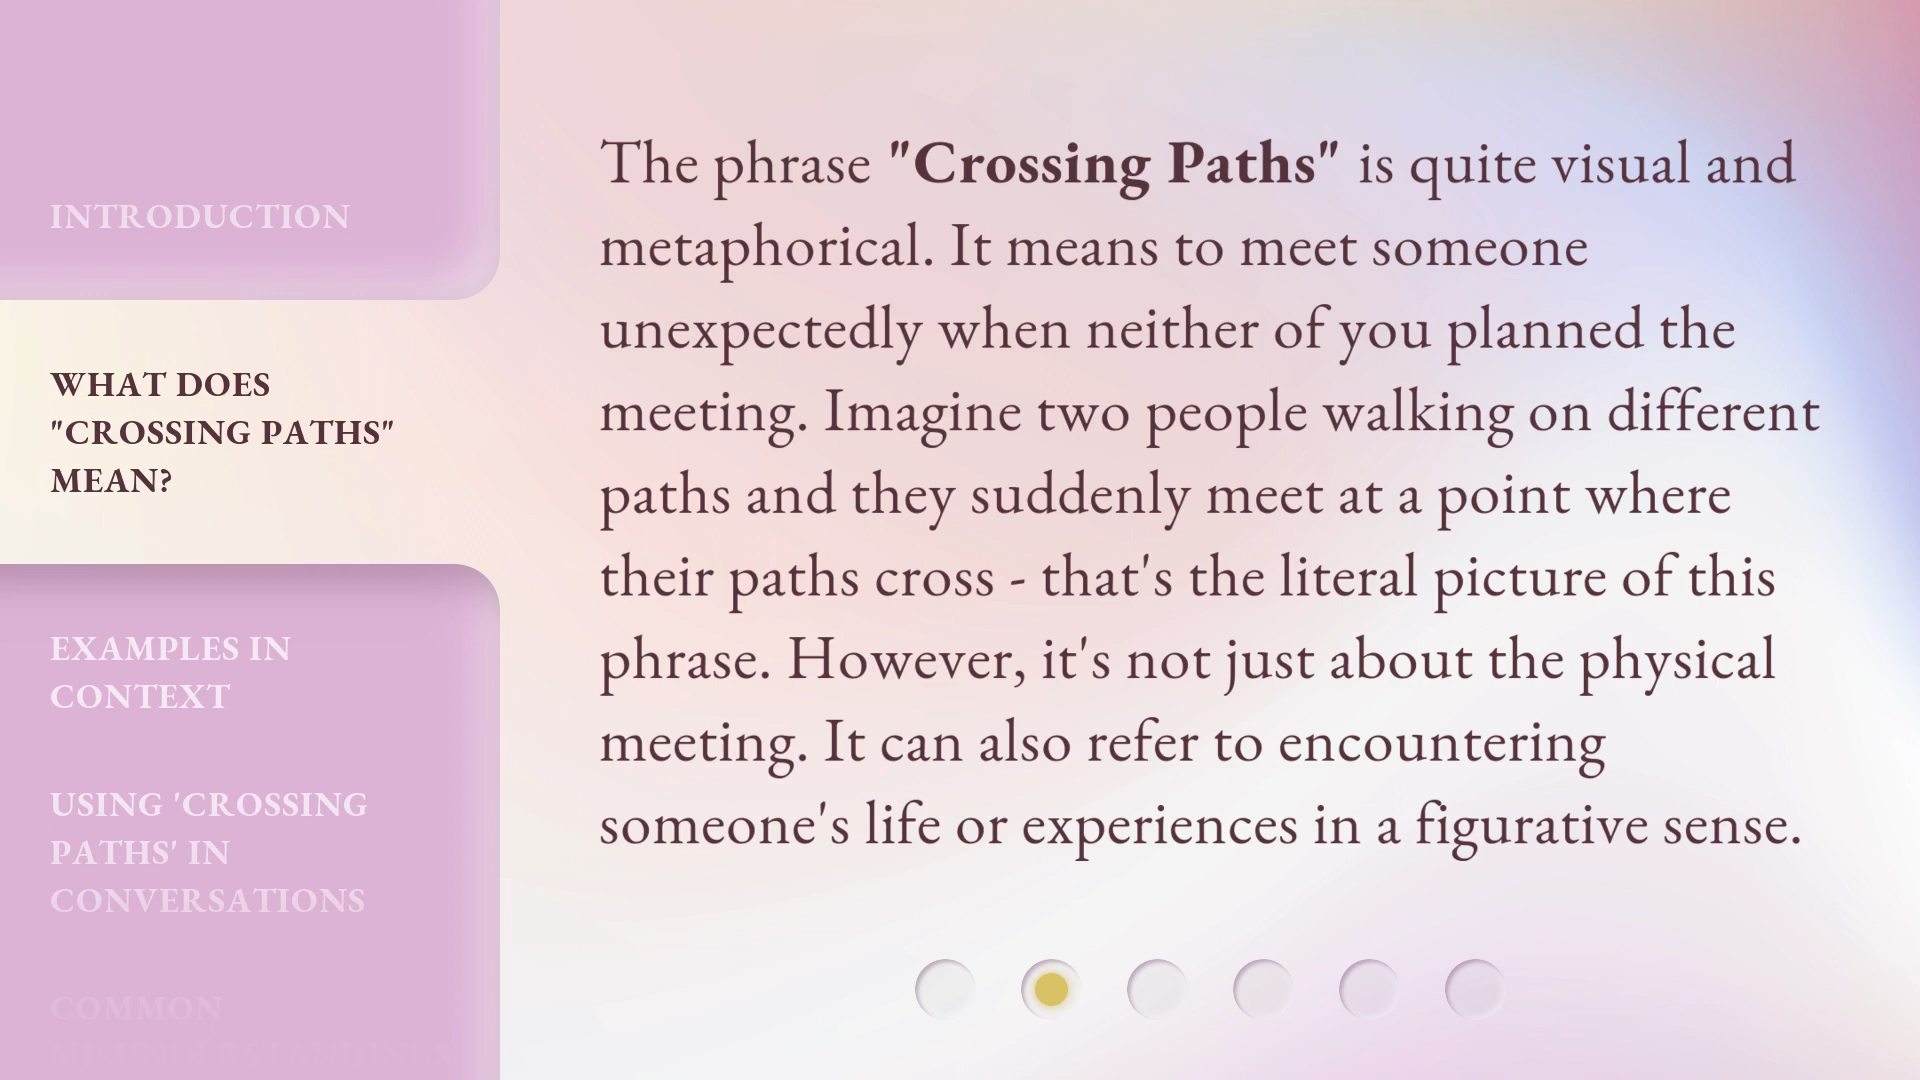 INTRODUCTION
WHAT DOES
"CROSSING PATHS"
MEAN?
EXAMPLES IN
CONTEXT
USING 'CROSSING
PATHS' IN
CONVERSATIONS
COMMON
The phrase "Crossing Paths" is quite visual and
metaphorical. It means to meet someone
unexpectedly when neither of you planned the
meeting. Imagine two people walking on different
paths and they suddenly meet at a point where
their paths cross - that's the literal picture of this
phrase. However, it's not just about the physical
meeting. It can also refer to encountering
someone's life or experiences in a figurative sense.